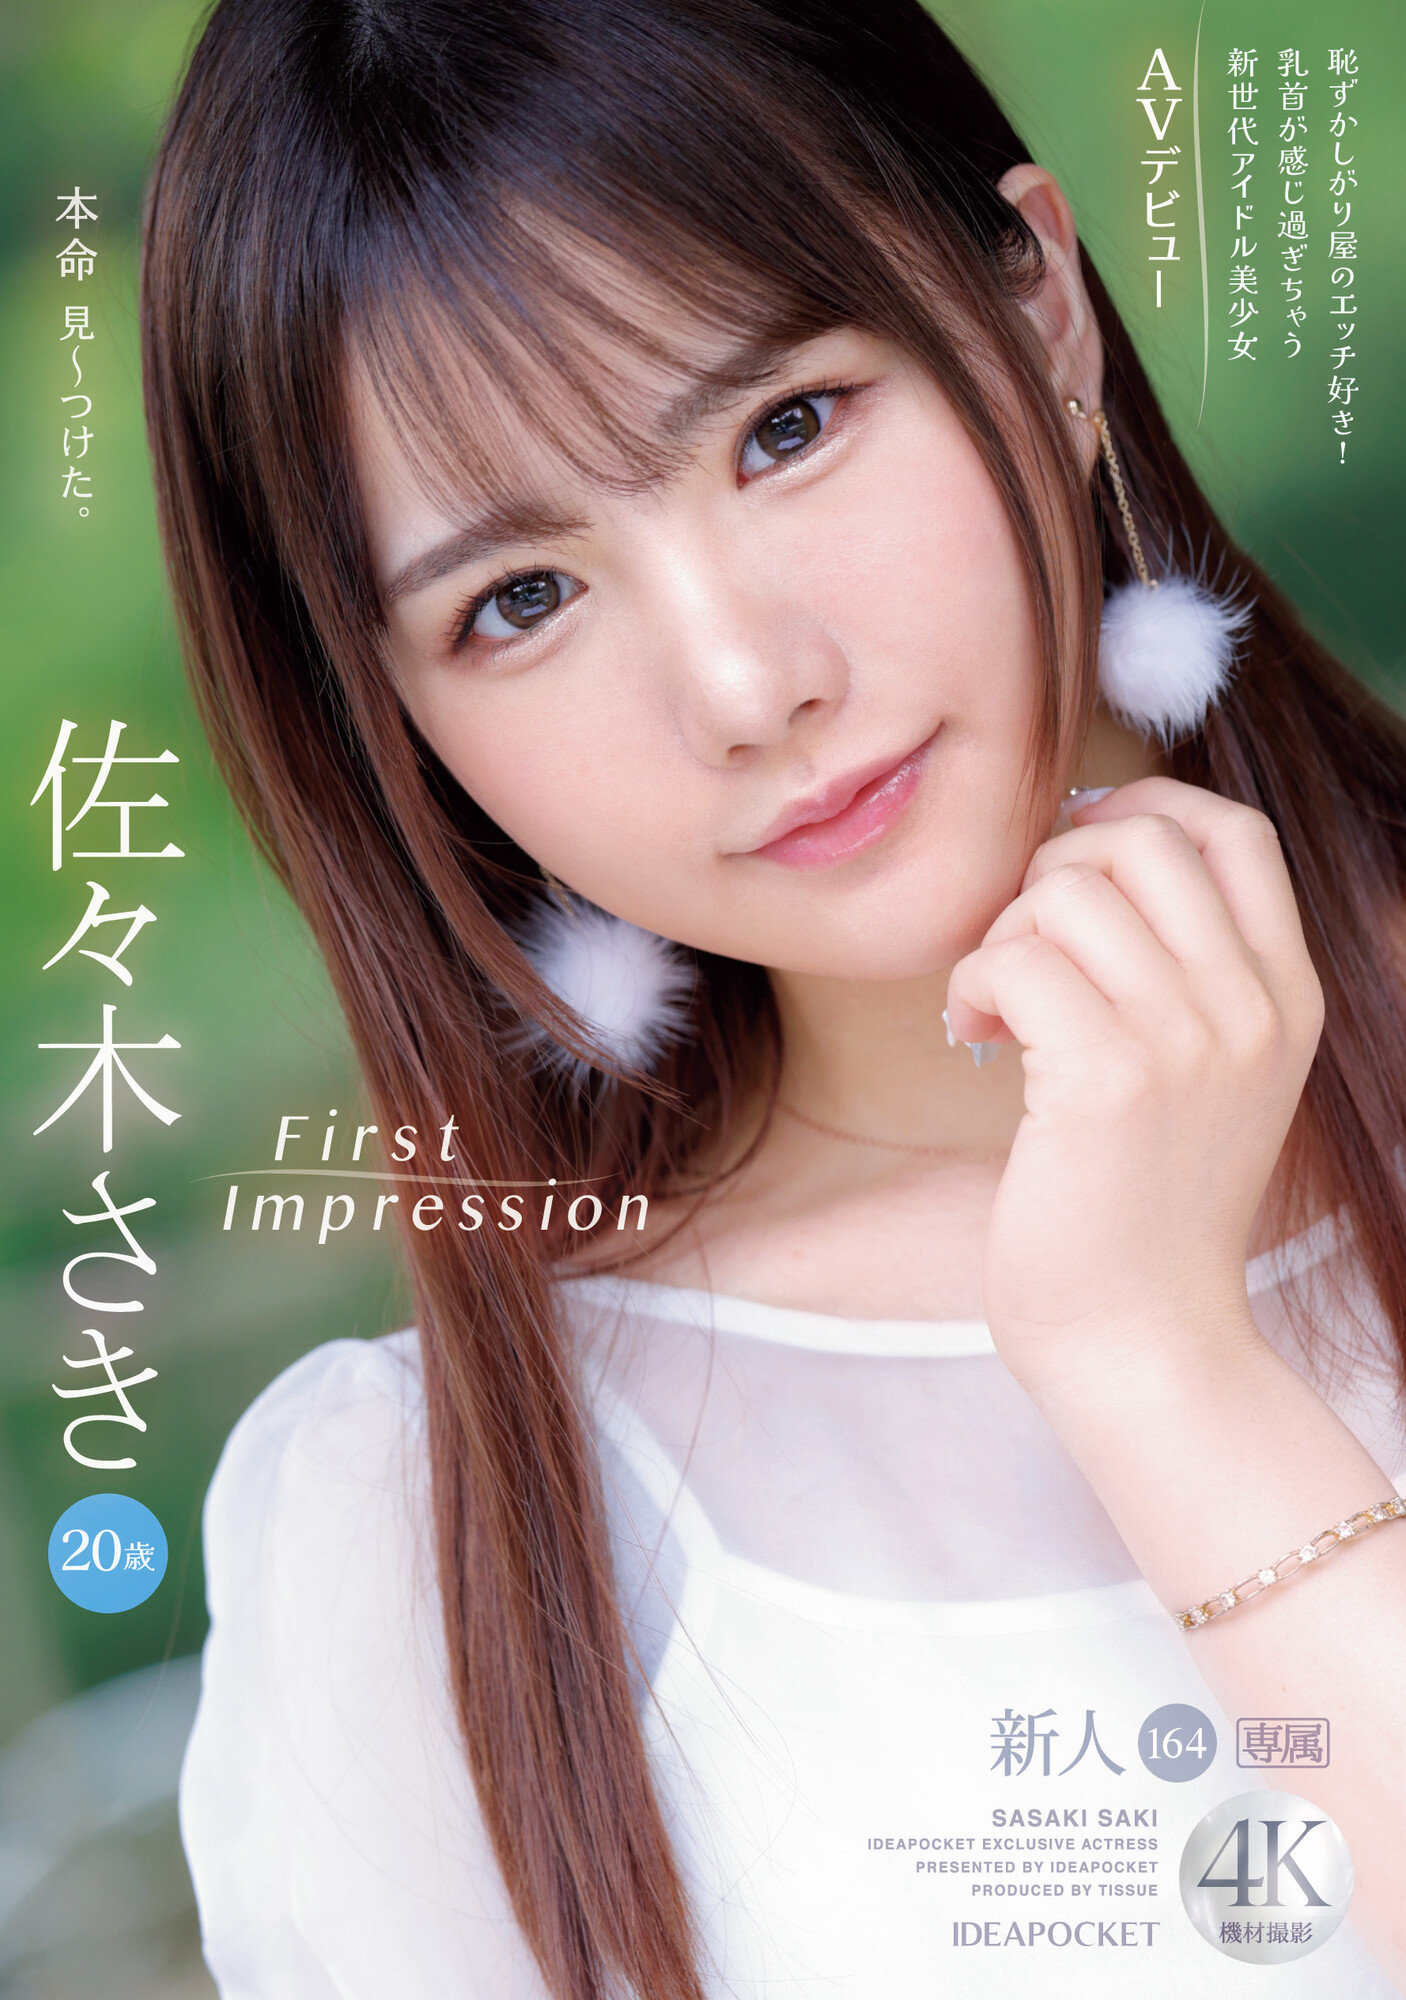 恥ずかしがり屋のエッチ好き!
乳首が感じ過ぎちゃう
新世代アイドル美少女
AVデビュー
本命 見〜つけた。
佐々木さき
20歳
First
Impression
新人 164 専属
SASAKI SAKI
IDEAPOCKET EXCLUSIVE ACTRESS
PRESENTED BY IDEAPOCKET
PRODUCED BY TISSUE
IDEAPOCKET
4K
機材撮影